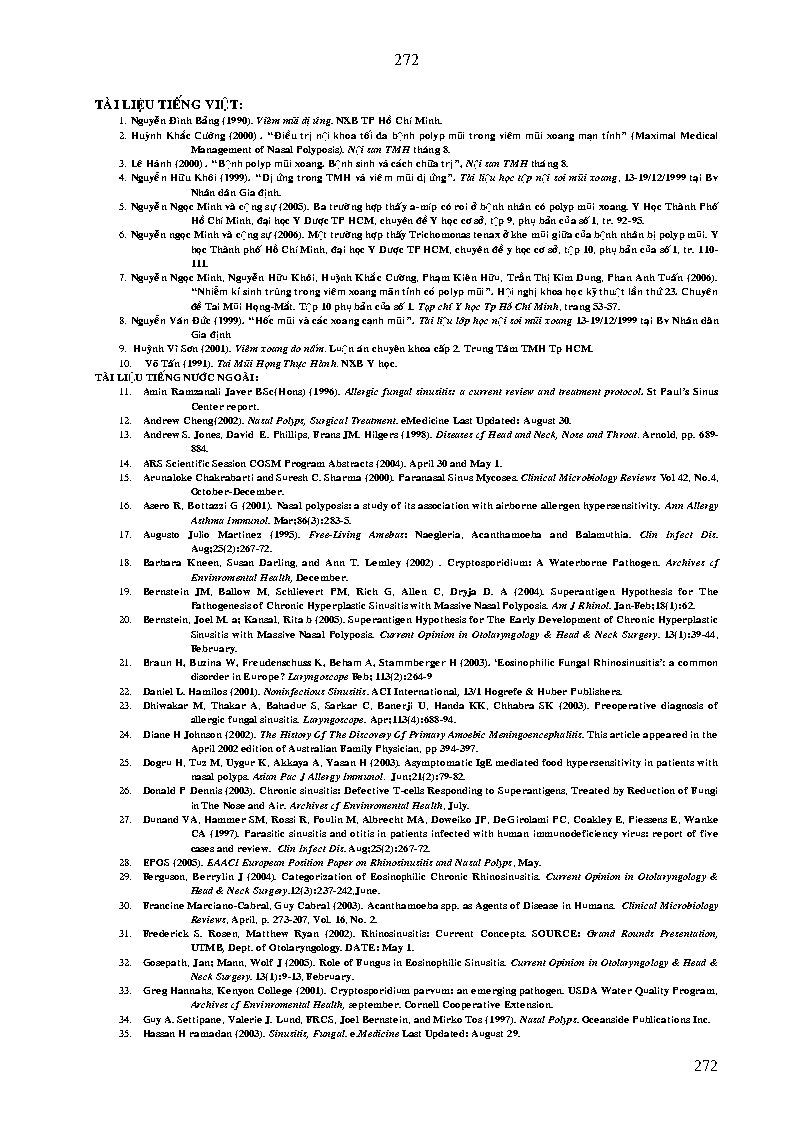 272
TÀI LIỆU TIẾNG VIỆT:
1. Nguyễn Đình Bảng (1990). Viêm mũi dị ứng. NXB TP Hồ Chí Minh.
2. Huỳnh Khắc Cường (2000) . “Điều trị nội khoa tối đa bệnh polyp mũi trong viêm mũi xoang mạn tính” (Maximal Medical
Management of Nasal Polyposis). Nội san TMH tháng 8.
3. Lê Hành (2000) . “Bệnh polyp mũi xoang. Bệnh sinh và cách chữa trị”, Nội san TMH tháng 8.
4. Nguyễn Hữu Khôi (1999). “Dị ứng trong TMH và viêm mũi dị ứng”. Tài liệu học tập nội soi mũi xoang, 13-19/12/1999 tại Bv
Nhân dân Gia định.
5. Nguyễn Ngọc Minh và cộng sự (2005). Ba trường hợp thấy a-míp có roi ở bệnh nhân có polyp mũi xoang. Y Học Thành Phố
Hồ Chí Minh, đại học Y Dược TP HCM, chuyên đề Y học cơ sở, tập 9, phụ bản của số 1, tr. 92-95.
6. Nguyễn ngọc Minh và cộng sự (2006). Một trường hợp thấy Trichomonas tenax ở khe mũi giữa của bệnh nhân bị polyp mũi. Y
học Thành phố Hồ Chí Minh, đại học Y Dược TP HCM, chuyên đề y học cơ sở, tập 10, phụ bản của số 1, tr. 110-
111.
7. Nguyễn Ngọc Minh, Nguyễn Hữu Khôi, Huỳnh Khắc Cường, Phạm Kiên Hữu, Trần Thị Kim Dung, Phan Anh Tuấn (2006).
“Nhiễm kí sinh trùng trong viêm xoang mãn tính có polyp mũi”. Hội nghị khoa học kỹ thuật lần thứ 23. Chuyên
đề Tai Mũi Họng-Mắt. Tập 10 phụ bản của số 1. Tạp chí Y học Tp Hồ Chí Minh, trang 53-57.
8. Nguyễn Văn Đức (1999). “Hốc mũi và các xoang cạnh mũi”. Tài liệu lớp học nội soi mũi xoang 13-19/12/1999 tại Bv Nhân dân
Gia định
9. Huỳnh Vĩ Sơn (2001). Viêm xoang do nấm. Luận án chuyên khoa cấp 2. Trung Tâm TMH Tp HCM.
10. Võ Tấn (1991). Tai Mũi Họng Thực Hành. NXB Y học.
TÀI LIỆU TIẾNG NƯỚC NGOÀI:
11. Amin Ramzanali Javer BSc(Hons) (1996). Allergic fungal sinusitis: a current review and treatment protocol. St Paul’s Sinus
Center report.
12. Andrew Cheng(2002). Nasal Polyps, Surgical Treatment. eMedicine Last Updated: August 30.
13. Andrew S. Jones, David E. Phillips, Frans JM. Hilgers (1998). Diseases of Head and Neck, Nose and Throat. Arnold, pp. 689-
884.
14. ARS Scientific Session COSM Program Abstracts (2004). April 30 and May 1.
15. Arunaloke Chakrabarti and Suresh C. Sharma (2000). Paranasal Sinus Mycoses. Clinical Microbiology Reviews Vol 42, No.4,
October-December.
16. Asero R, Bottazzi G (2001). Nasal polyposis: a study of its association with airborne allergen hypersensitivity. Ann Allergy
Asthma Immunol. Mar;86(3):283-5.
17. Augusto Julio Martinez (1995). Free-Living Amebas: Naegleria, Acanthamoeba and Balamuthia. Clin Infect Dis.
Aug;25(2):267-72.
18. Barbara Kneen, Susan Darling, and Ann T. Lemley (2002) . Cryptosporidium: A Waterborne Pathogen. Archives of
Envinromental Health, December.
19. Bernstein JM, Ballow M, Schlievert PM, Rich G, Allen C, Dryja D. A (2004). Superantigen Hypothesis for The
Pathogenesis of Chronic Hyperplastic Sinusitis with Massive Nasal Polyposis. Am J Rhinol. Jan-Feb;18(1):62.
20. Bernstein, Joel M. a; Kansal, Rita b (2005). Superantigen Hypothesis for The Early Development of Chronic Hyperplastic
Sinusitis with Massive Nasal Polyposis. Current Opinion in Otolaryngology & Head & Neck Surgery. 13(1):39-44,
February.
21. Braun H, Buzina W, Freudenschuss K, Beham A, Stammberger H (2003). ‘Eosinophilic Fungal Rhinosinusitis’: a common
disorder in Europe? Laryngoscope Feb; 113(2):264-9
22. Daniel L. Hamilos (2001). Noninfectious Sinusitis. ACI International, 13/1 Hogrefe & Huber Publishers.
23. Dhiwakar M, Thakar A, Bahadur S, Sarkar C, Banerji U, Handa KK, Chhabra SK (2003). Preoperative diagnosis of
allergic fungal sinusitis. Laryngoscope. Apr;113(4):688-94.
24. Diane H Johnson (2002). The History Of The Discovery Of Primary Amoebic Meningoencephalitis. This article appeared in the
April 2002 edition of Australian Family Physician, pp 394-397.
25. Dogru H, Tuz M, Uygur K, Akkaya A, Yasan H (2003). Asymptomatic IgE mediated food hypersensitivity in patients with
nasal polyps. Asian Pac J Allergy Immunol. Jun;21(2):79-82.
26. Donald P Dennis (2003). Chronic sinusitis: Defective T-cells Responding to Superantigens, Treated by Reduction of Fungi
in The Nose and Air. Archives of Envinromental Health, July.
27. Dunand VA, Hammer SM, Rossi R, Poulin M, Albrecht MA, Doweiko JP, DeGirolami PC, Coakley E, Piessens E, Wanke
CA (1997). Parasitic sinusitis and otitis in patients infected with human immunodeficiency virus: report of five
cases and review. Clin Infect Dis. Aug;25(2):267-72.
28. EPOS (2005). EAACI European Position Paper on Rhinosinusitis and Nasal Polyps, May.
29. Ferguson, Berrylin J (2004). Categorization of Eosinophilic Chronic Rhinosinusitis. Current Opinion in Otolaryngology &
Head & Neck Surgery.12(3):237-242,June.
30. Francine Marciano-Cabral, Guy Cabral (2003). Acanthamoeba spp. as Agents of Disease in Humans. Clinical Microbiology
Reviews, April, p. 273-307, Vol. 16, No. 2.
31. Frederick S. Rosen, Matthew Ryan (2002). Rhinosinusitis: Current Concepts. SOURCE: Grand Rounds Presentation,
UTMB, Dept. of Otolaryngology. DATE: May 1.
32. Gosepath, Jan; Mann, Wolf J (2005). Role of Fungus in Eosinophilic Sinusitis. Current Opinion in Otolaryngology & Head &
Neck Surgery. 13(1):9-13, February.
33. Greg Hannahs, Kenyon College (2001). Cryptosporidium parvum: an emerging pathogen. USDA Water Quality Program,
Archives of Envinromental Health, september. Cornell Cooperative Extension.
34. Guy A. Settipane, Valerie J. Lund, FRCS, Joel Bernstein, and Mirko Tos (1997). Nasal Polyps. Oceanside Publications Inc.
35. Hassan H ramadan (2003). Sinusitis, Fungal. e.Medicine Last Updated: August 29.
272